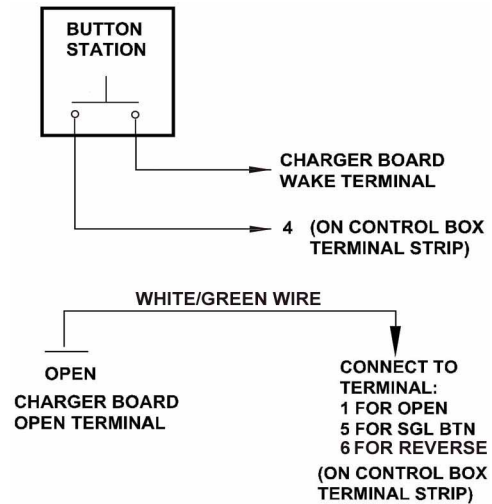 BUTTON
STATION
CHARGER BOARD
WAKE TERMINAL
4 (ON CONTROL BOX
TERMINAL STRIP)
WHITE/GREEN WIRE
OPEN
CHARGER BOARD
OPEN TERMINAL
CONNECT TO
TERMINAL:
1 FOR OPEN
5 FOR SGL BTN
6 FOR REVERSE
(ON CONTROL BOX
TERMINAL STRIP)